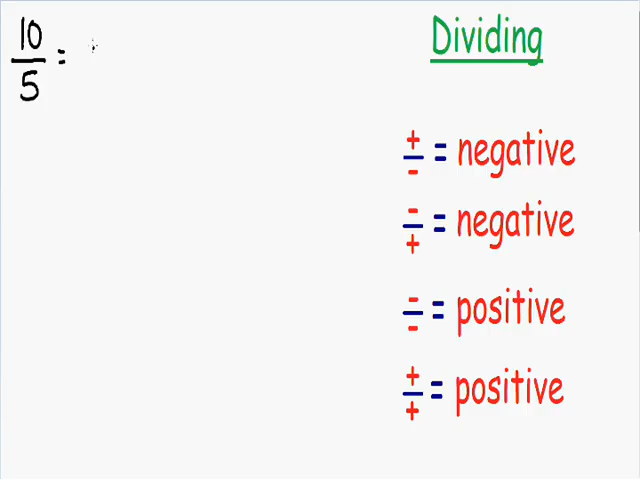 10/5 =
Dividing
+/- = negative
-/+ = negative
-/- = positive
+/+ = positive